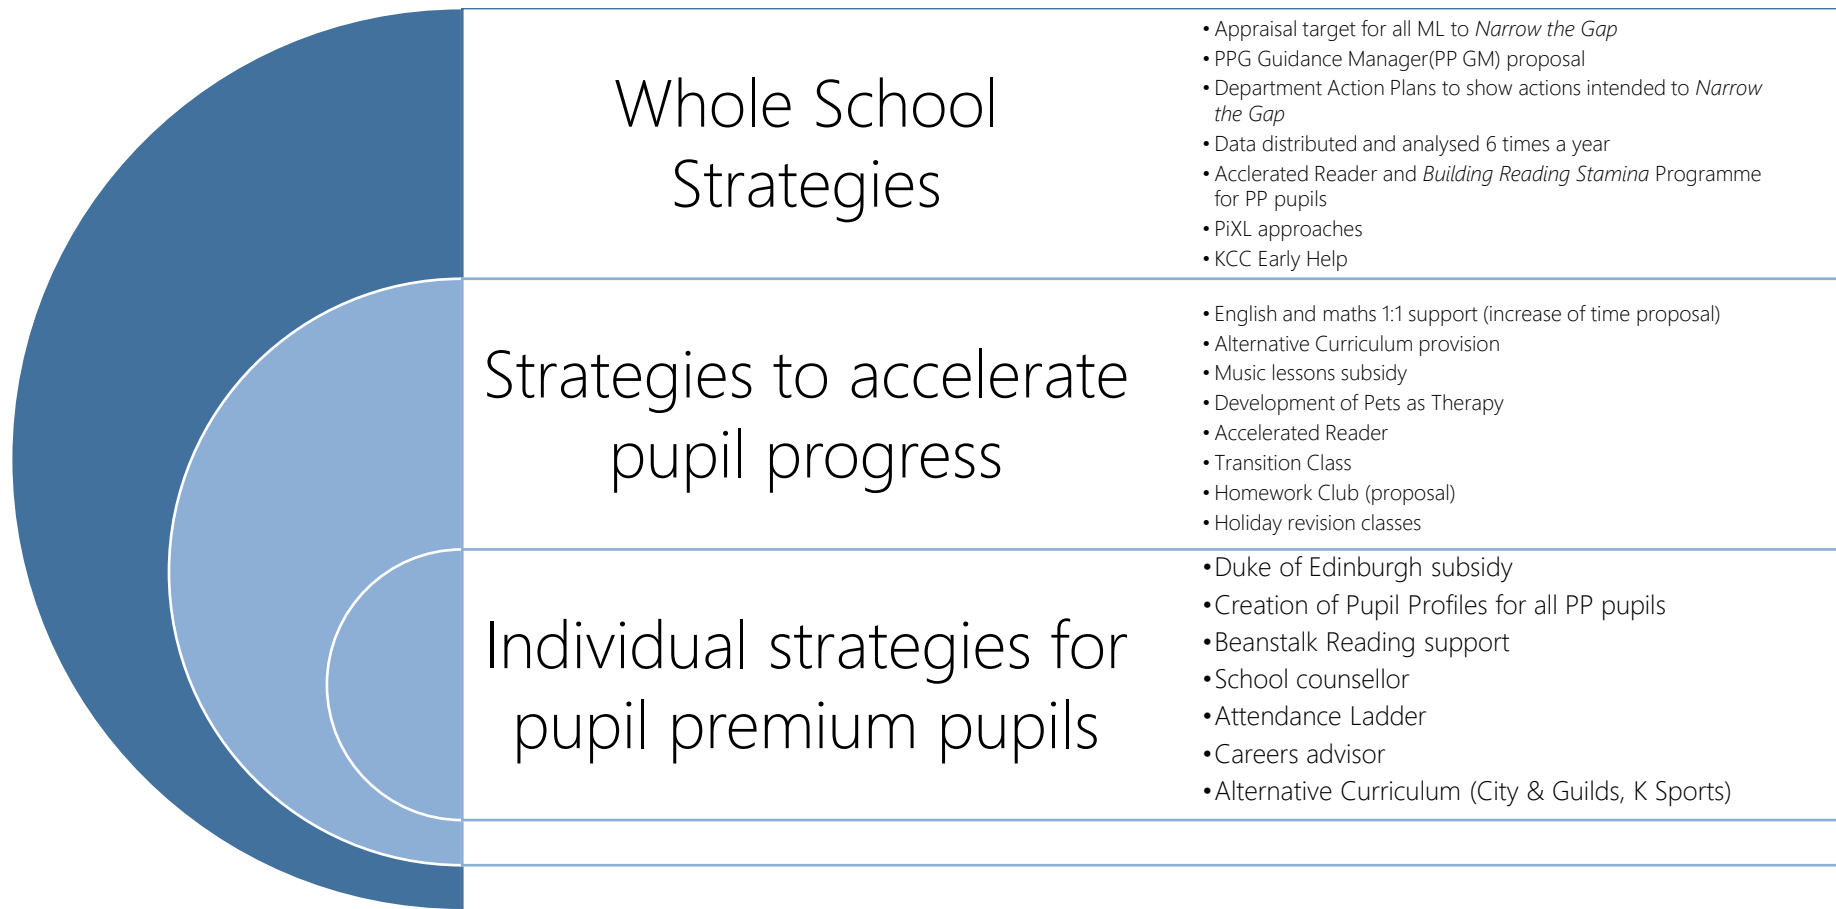 Whole School
Strategies
• Appraisal target for all ML to Narrow the Gap
• PPG Guidance Manager(PP GM) proposal
• Department Action Plans to show actions intended to Narrow
the Gap
• Data distributed and analysed 6 times a year
• Acclerated Reader and Building Reading Stamina Programme
for PP pupils
• PiXL approaches
• KCC Early Help
Strategies to accelerate
pupil progress
• English and maths 1:1 support (increase of time proposal)
• Alternative Curriculum provision
• Music lessons subsidy
• Development of Pets as Therapy
• Accelerated Reader
• Transition Class
• Homework Club (proposal)
• Holiday revision classes
Individual strategies for
pupil premium pupils
• Duke of Edinburgh subsidy
• Creation of Pupil Profiles for all PP pupils
• Beanstalk Reading support
• School counsellor
• Attendance Ladder
• Careers advisor
• Alternative Curriculum (City & Guilds, K Sports)